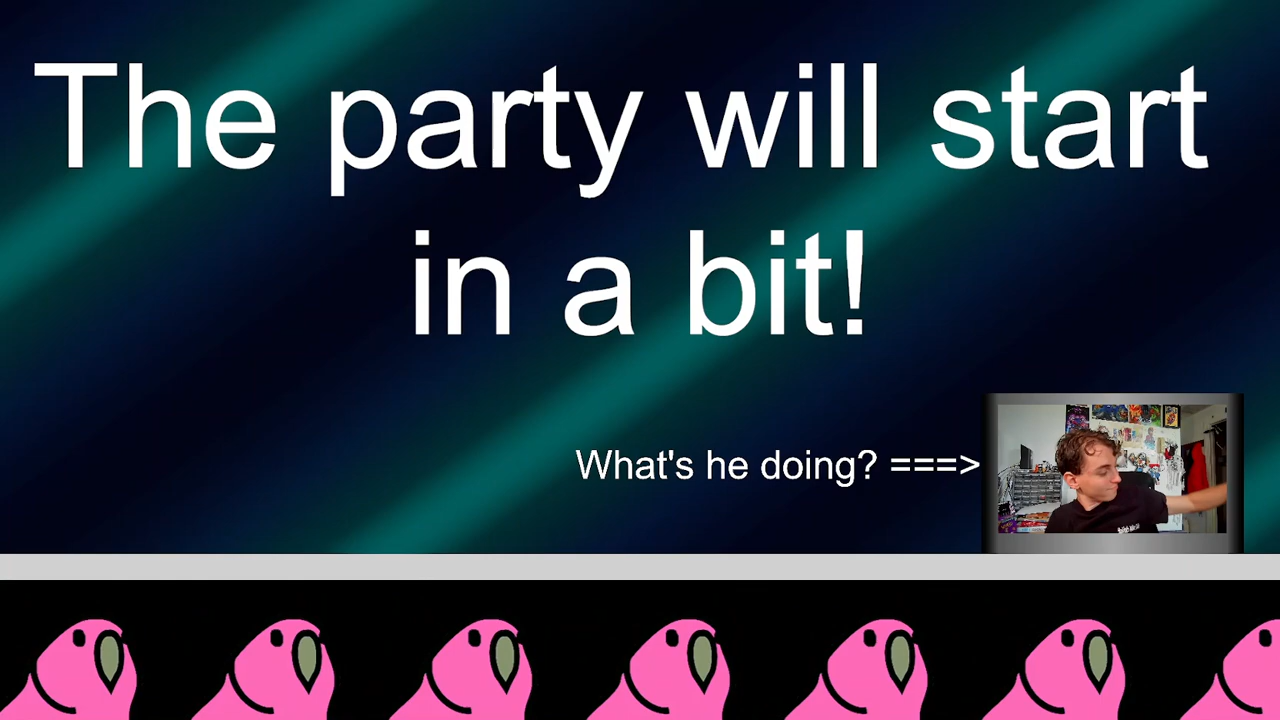 The party will start
in a bit!
What's he doing? ===>